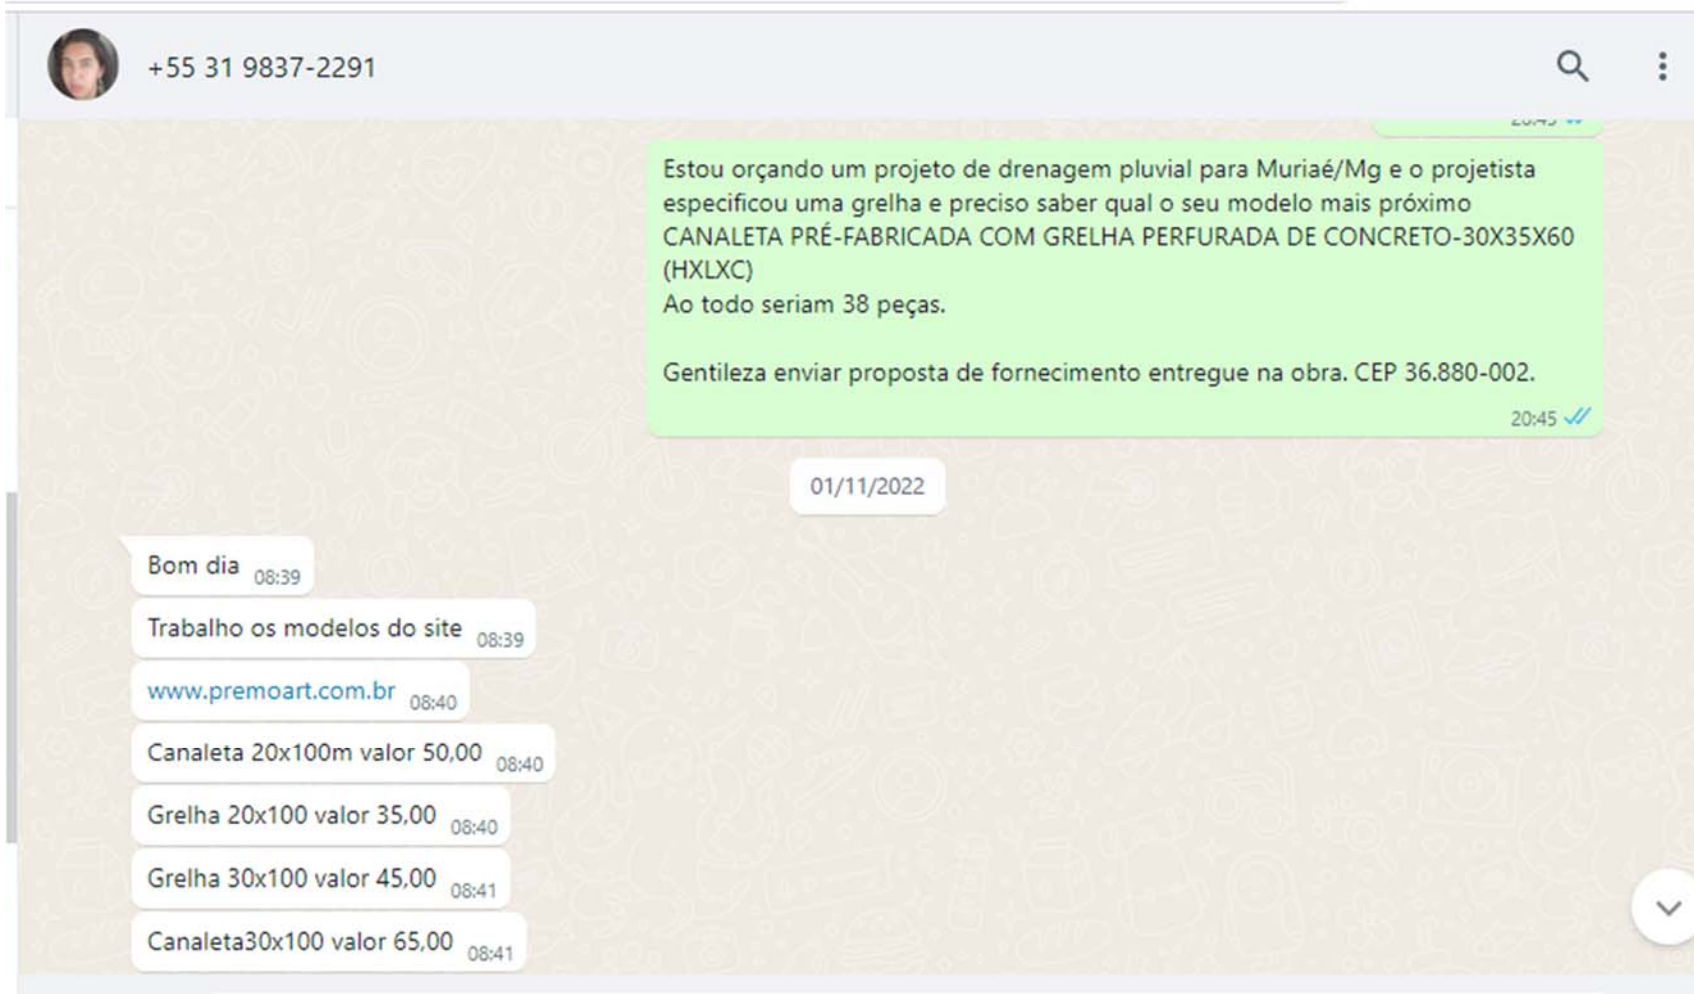 +55 31 9837-2291
Estou orçando um projeto de drenagem pluvial para Muriaé/Mg e o projetista
especificou uma grelha e preciso saber qual o seu modelo mais próximo
CANALETA PRÉ-FABRICADA COM GRELHA PERFURADA DE CONCRETO-30X35X60
(HXLXC)
Ao todo seriam 38 peças.
Gentileza enviar proposta de fornecimento entregue na obra. CEP 36.880-002.
20:45
01/11/2022
Bom dia 08:39
Trabalho os modelos do site 08:39
www.premoart.com.br 08:40
Canaleta 20x100m valor 50,00 08:40
Grelha 20x100 valor 35,00 08:40
Grelha 30x100 valor 45,00 08:41
Canaleta30x100 valor 65,00 08:41